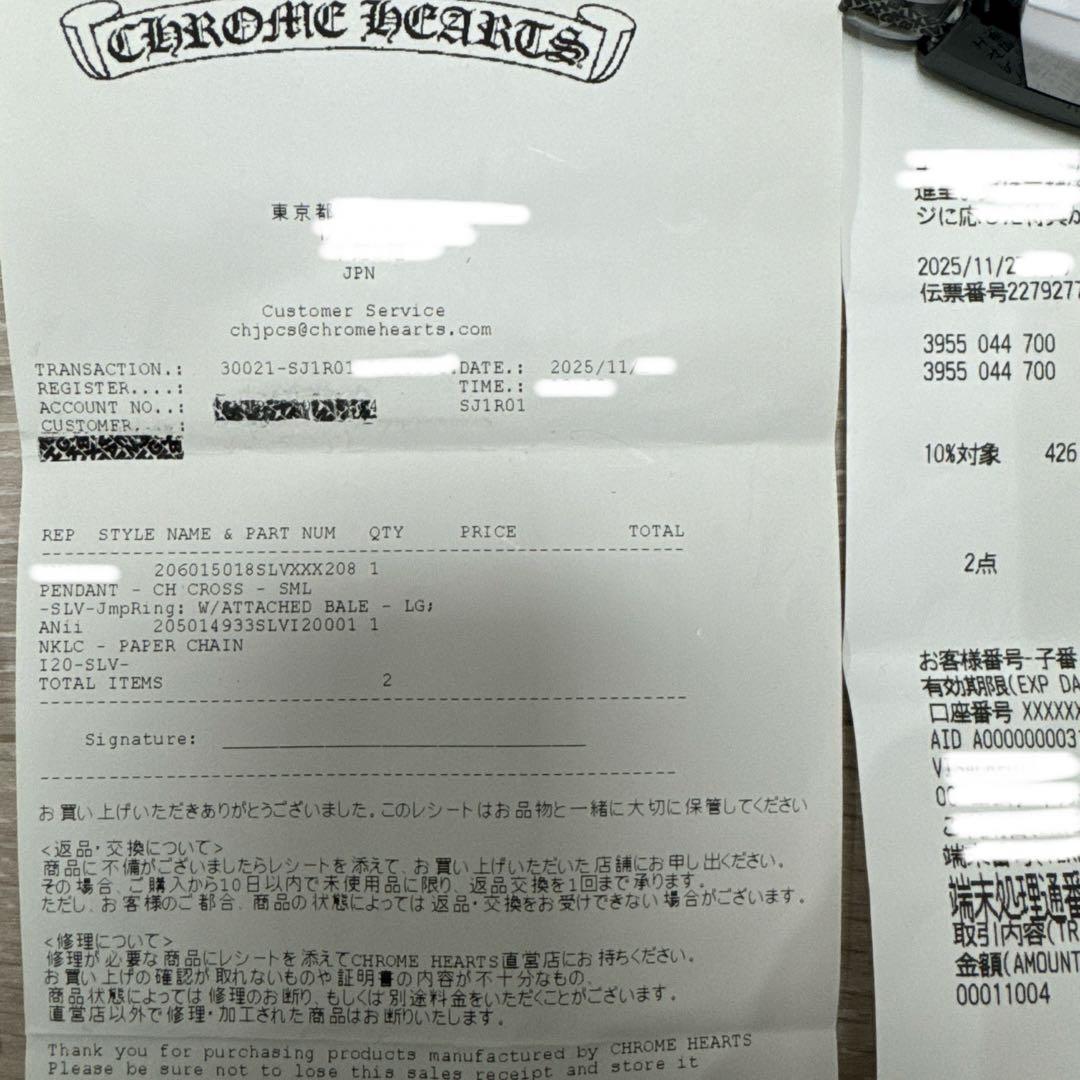 CHROME HEARTS
東京都
JPN
Customer Service
chjpcs@chromehearts.com
TRANSACTION.: 30021-SJ1R01 DATE.: 2025/11/
REGISTER....: TIME.:
ACCOUNT NO..: SJ1R01
CUSTOMER.
REP STYLE NAME & PART NUM QTY PRICE TOTAL
206015018SLVXXX208 1
PENDANT - CH CROSS - SML
-SLV-JmpRing: W/ATTACHED BALE - LG;
ANii 205014933SLVI20001 1
NKLC - PAPER CHAIN
I20-SLV-
TOTAL ITEMS 2
Signature:
お買い上げいただきありがとうございました。このレシートはお品物と一緒に大切に保管してください
<返品・交換について>
商品に不備がございましたらレシートを添えて、お買い上げいただいた店舗にお申し出ください。
その場合、ご購入から10日以内で未使用品に限り、返品交換を1回まで承ります。
ただし、お客様のご都合、商品の状態によっては返品・交換をお受けできない場合がございます。
<修理について>
修理が必要な商品にレシートを添えてCHROME HEARTS直営店にお持ちください。
お買い上げの確認が取れないものや証明書の内容が不十分なもの、
商品状態によっては修理のお断り、もしくは別途料金をいただくことがございます。
直営店以外で修理・加工された商品はお断りいたします。
Thank you for purchasing products manufactured by CHROME HEARTS
Please be sure not to lose this sales receipt and store it
ジに応
2025/11/2
伝票番号2279277
3955 044 700
3955 044 700
10%対象 426
2点
お客様番号-子番
有効期限(EXP DA
口座番号 XXXXXX
AID A0000000031
端末処理通番
取引内容(TR
金額(AMOUNT
00011004